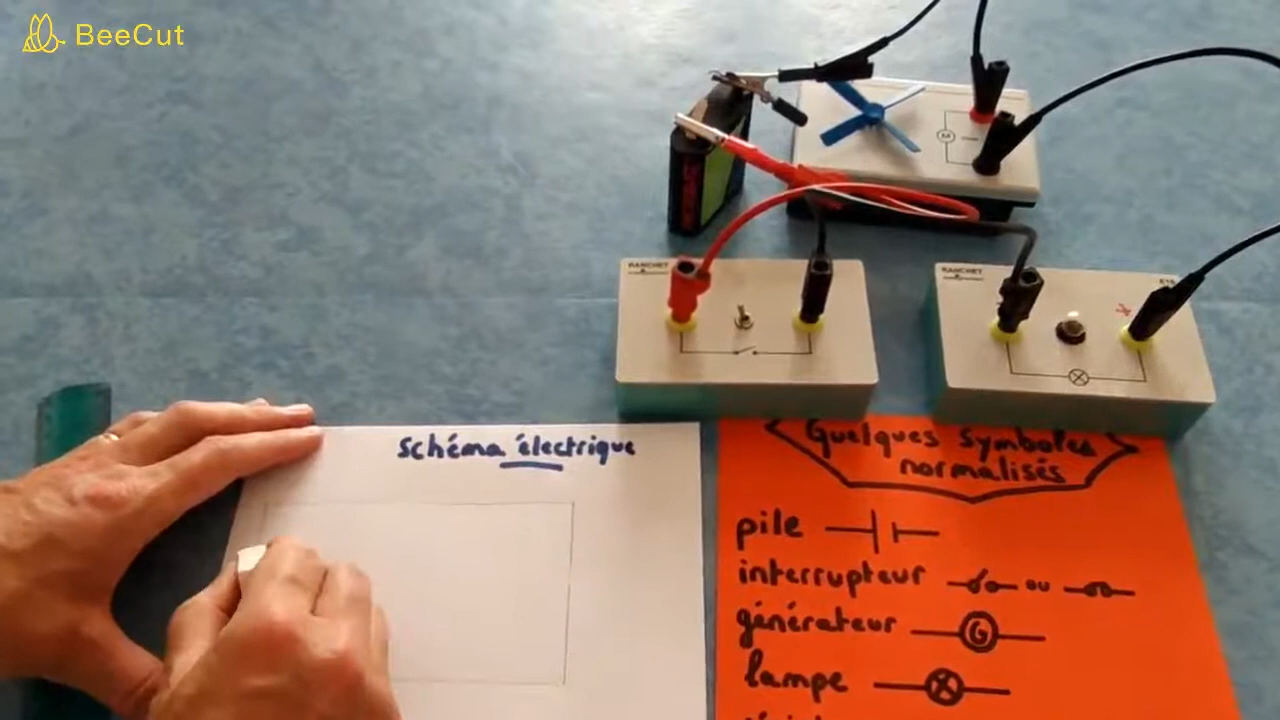 BeeCut
M
Schéma électrique
Quelques symboles
normalisés
pile
interrupteur ou
générateur G
lampe